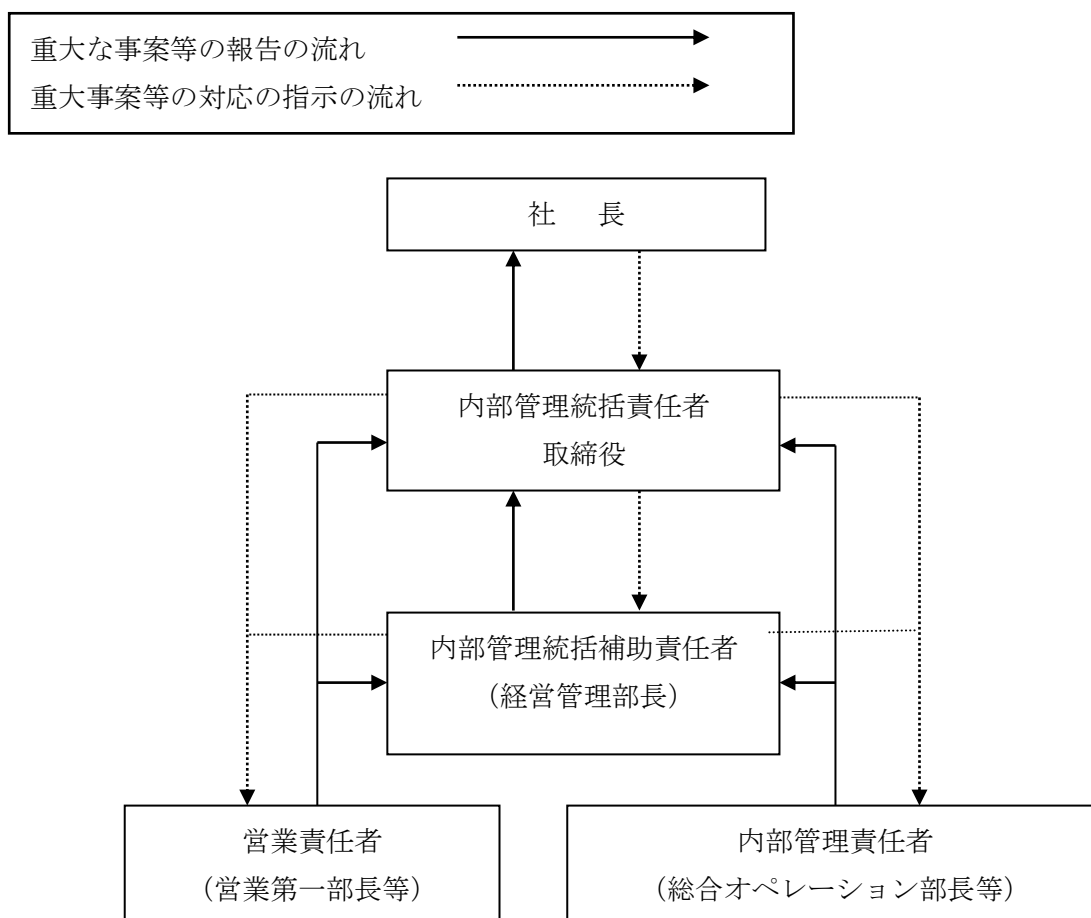 重大な事案等の報告の流れ
重大事案等の対応の指示の流れ
社　長
内部管理統括責任者
取締役
内部管理統括補助責任者
（経営管理部長）
営業責任者
（営業第一部長等）
内部管理責任者
（総合オペレーション部長等）